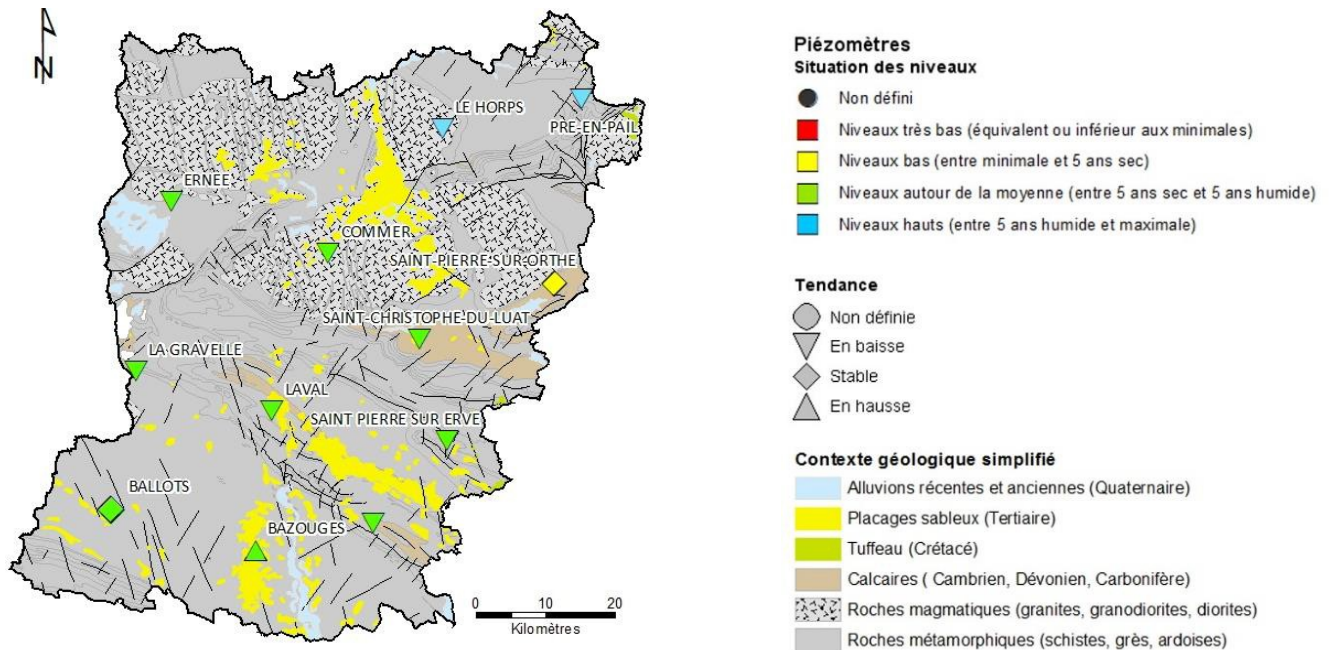 N
LE HORPS
PRE-EN-PAIL
ERNEE
COMMER
SAINT-PIERRE-SUR-ORTHE
SAINT-CHRISTOPHE-DU-LUAT
LA GRAVELLE
LAVAL
SAINT PIERRE SUR ERVE
BALLOTS
BAZOUGES
0 10 20
Kilomètres
Piézomètres
Situation des niveaux
Non défini
Niveaux très bas (équivalent ou inférieur aux minimales)
Niveaux bas (entre minimale et 5 ans sec)
Niveaux autour de la moyenne (entre 5 ans sec et 5 ans humide)
Niveaux hauts (entre 5 ans humide et maximale)
Tendance
Non définie
En baisse
Stable
En hausse
Contexte géologique simplifié
Alluvions récentes et anciennes (Quaternaire)
Placages sableux (Tertiaire)
Tuffeau (Crétacé)
Calcaires ( Cambrien, Dévonien, Carbonifère)
Roches magmatiques (granites, granodiorites, diorites)
Roches métamorphiques (schistes, grès, ardoises)